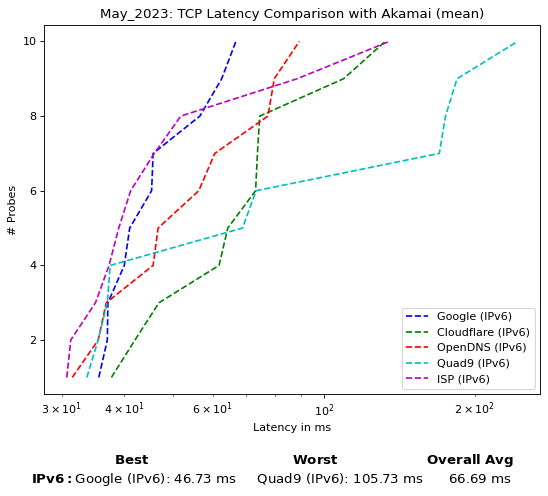 May_2023: TCP Latency Comparison with Akamai (mean)
10
8
6
4
2
# Probes
Google (IPv6)
Cloudflare (IPv6)
OpenDNS (IPv6)
Quad9 (IPv6)
ISP (IPv6)
3 × 10¹ 4 × 10¹ 6 × 10¹ 10² 2 × 10²
Latency in ms
Best Worst Overall Avg
IPv6: Google (IPv6): 46.73 ms Quad9 (IPv6): 105.73 ms 66.69 ms